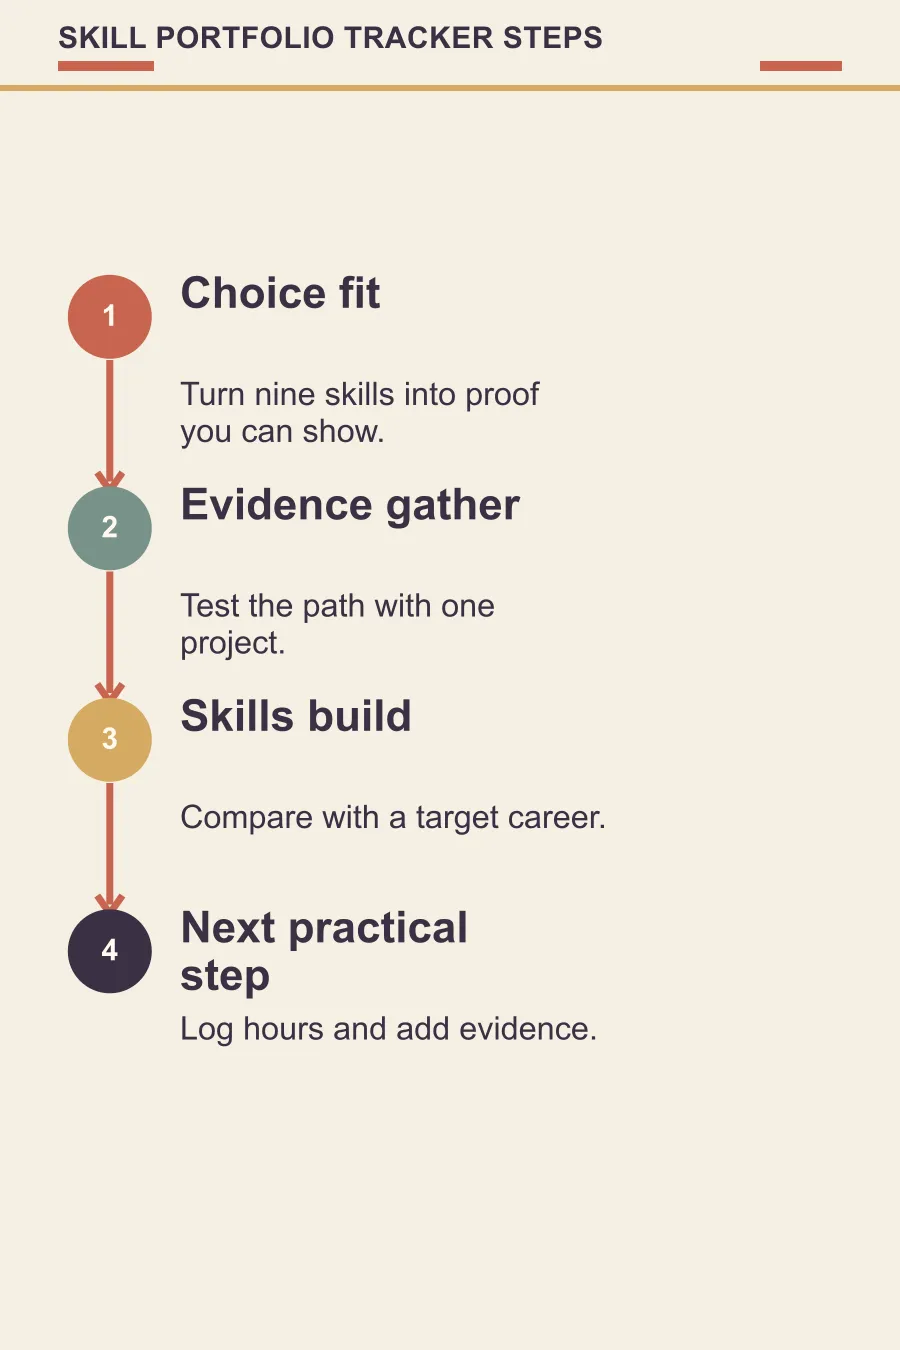 SKILL PORTFOLIO TRACKER STEPS
1
Choice fit
Turn nine skills into proof
you can show.
2
Evidence gather
Test the path with one
project.
3
Skills build
Compare with a target career.
4
Next practical
step
Log hours and add evidence.